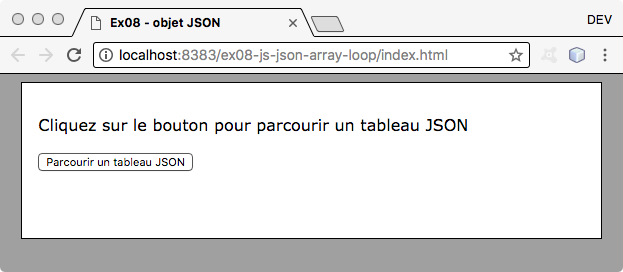 Ex08 - objet JSON
DEV
localhost:8383/ex08-js-json-array-loop/index.html
Cliquez sur le bouton pour parcourir un tableau JSON
Parcourir un tableau JSON